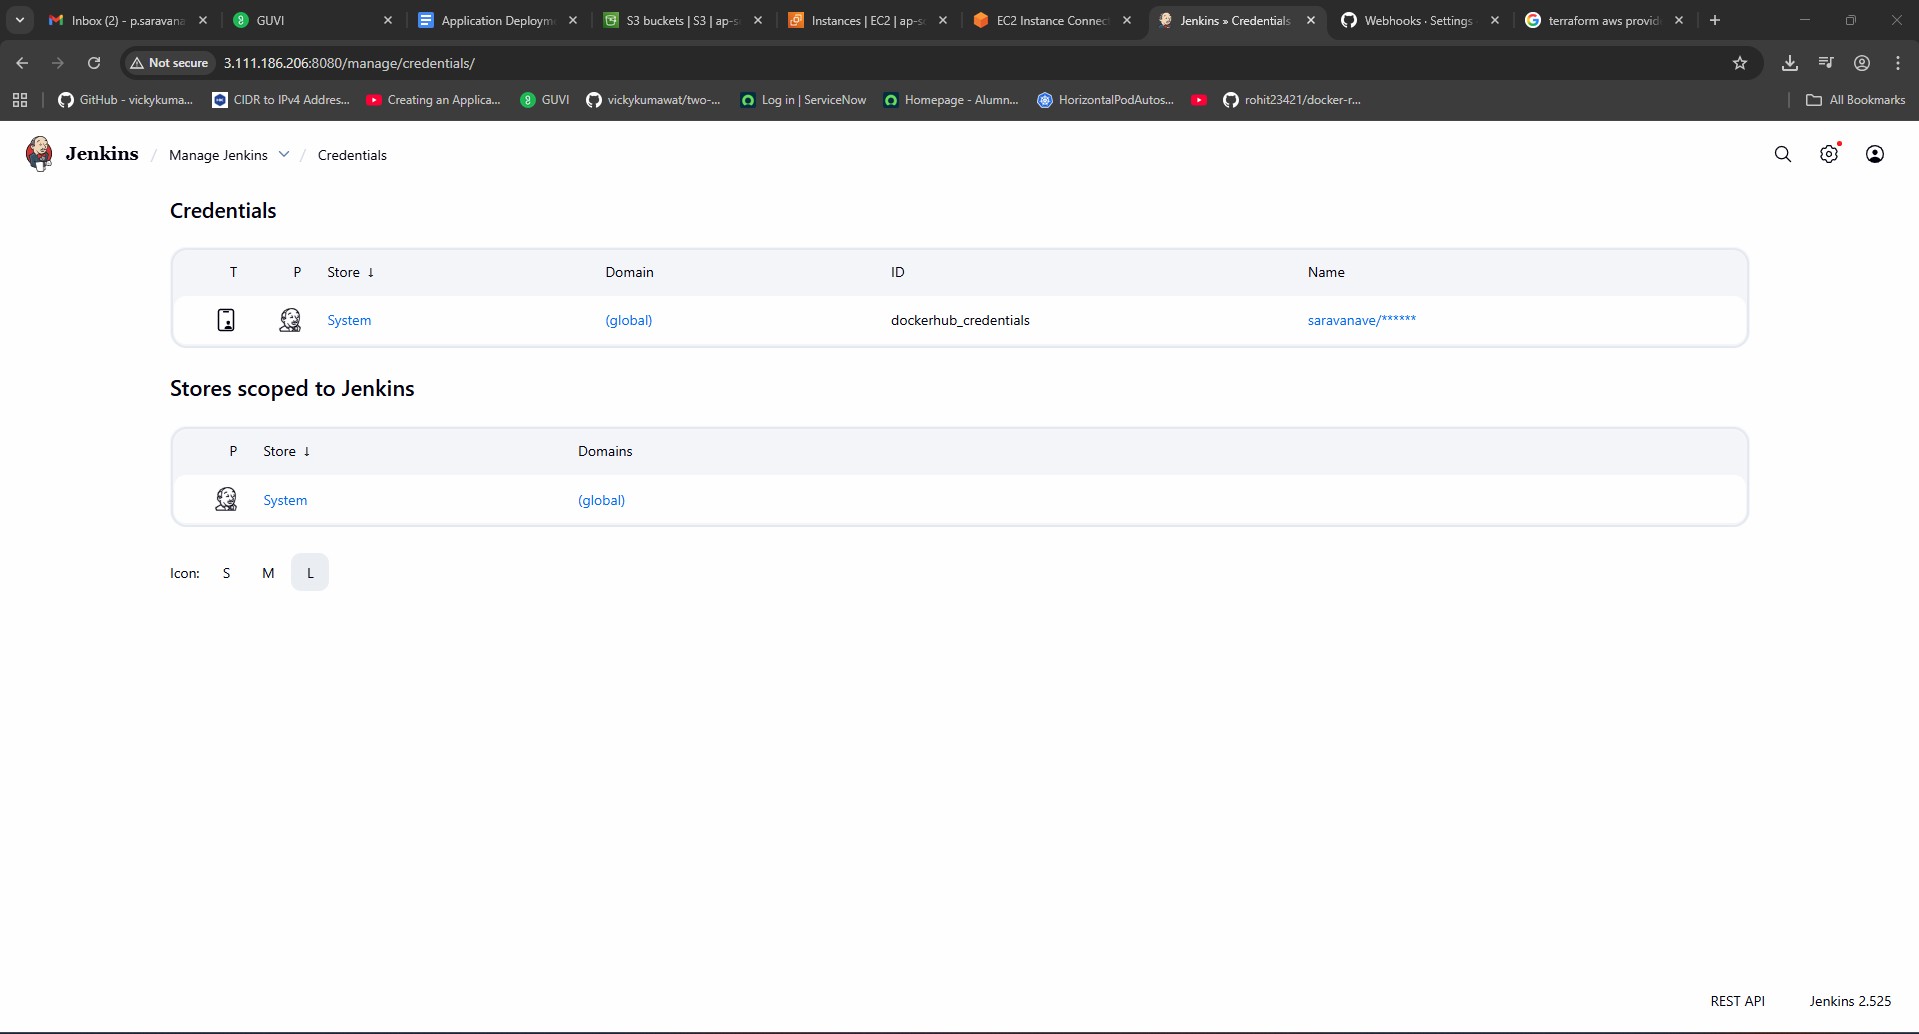 Inbox (2) - p.saravana
GUVI
Application Deploym
S3 buckets | S3 | ap-s
Instances | EC2 | ap-s
EC2 Instance Connec
Jenkins » Credentials
Webhooks · Settings
terraform aws provid
Not secure
3.111.186.206:8080/manage/credentials/
GitHub - vickykuma...
CIDR to IPv4 Addres...
Creating an Applica...
GUVI
vickykumawat/two-...
Log in | ServiceNow
Homepage - Alumn...
HorizontalPodAutos...
rohit23421/docker-r...
All Bookmarks
Jenkins / Manage Jenkins / Credentials
Credentials
T P Store ↓ Domain ID Name
System (global) dockerhub_credentials saravanave/******
Stores scoped to Jenkins
P Store ↓ Domains
System (global)
Icon: S M L
REST API Jenkins 2.525